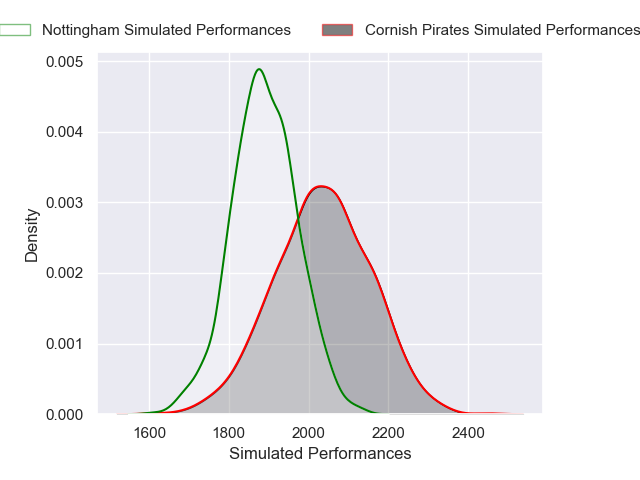 Nottingham Simulated Performances
Cornish Pirates Simulated Performances
0.005
0.004
0.003
0.002
0.001
0.000
Density
1600 1800 2000 2200 2400
Simulated Performances